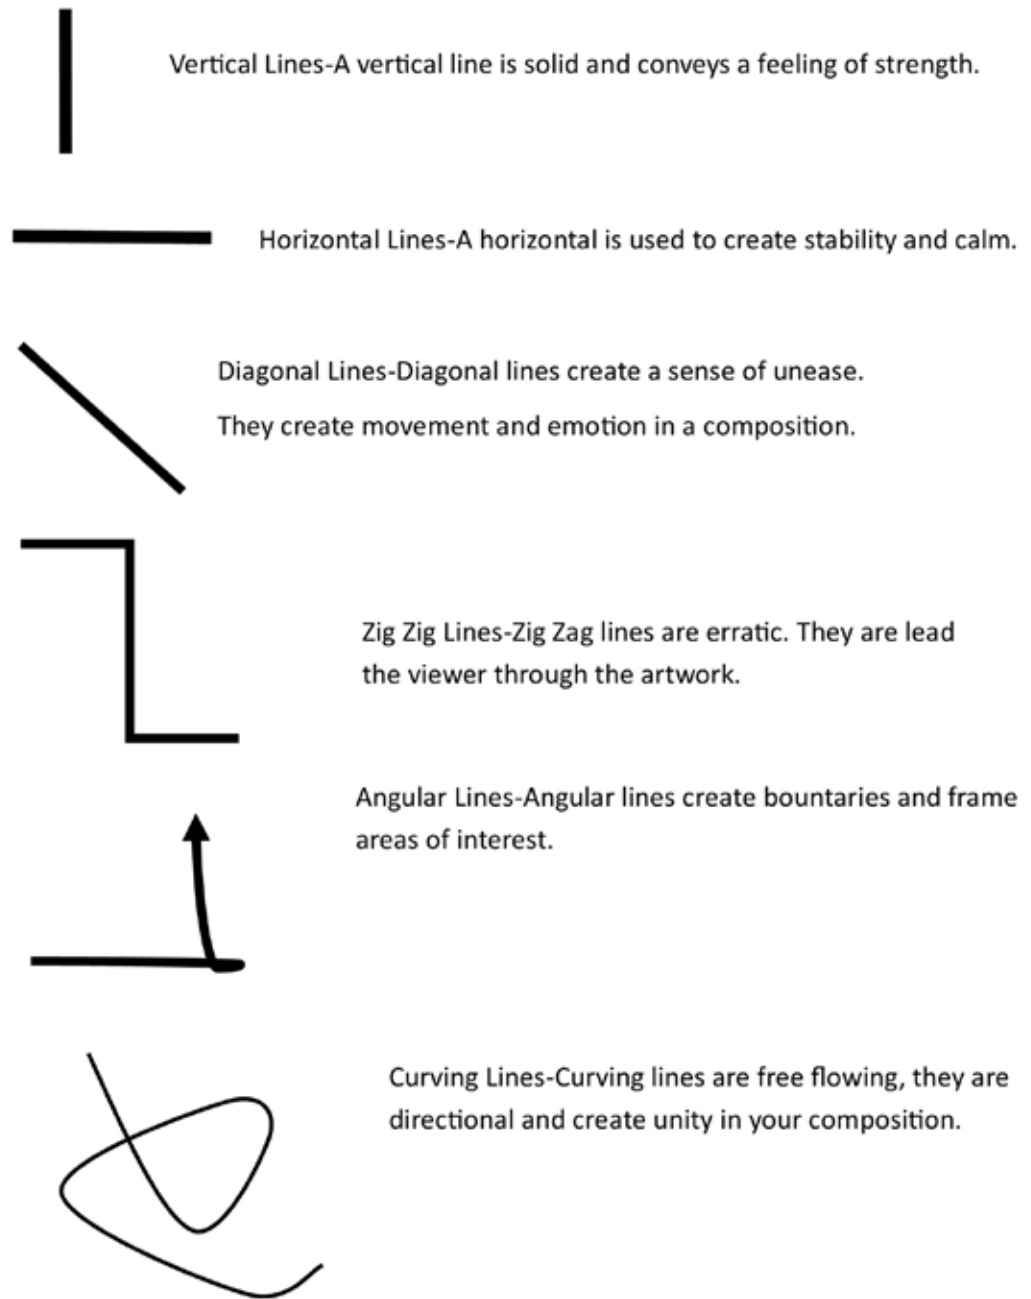 Vertical Lines-A vertical line is solid and conveys a feeling of strength.
Horizontal Lines-A horizontal is used to create stability and calm.
Diagonal Lines-Diagonal lines create a sense of unease.
They create movement and emotion in a composition.
Zig Zig Lines-Zig Zag lines are erratic. They are lead
the viewer through the artwork.
Angular Lines-Angular lines create bountaries and frame
areas of interest.
Curving Lines-Curving lines are free flowing, they are
directional and create unity in your composition.